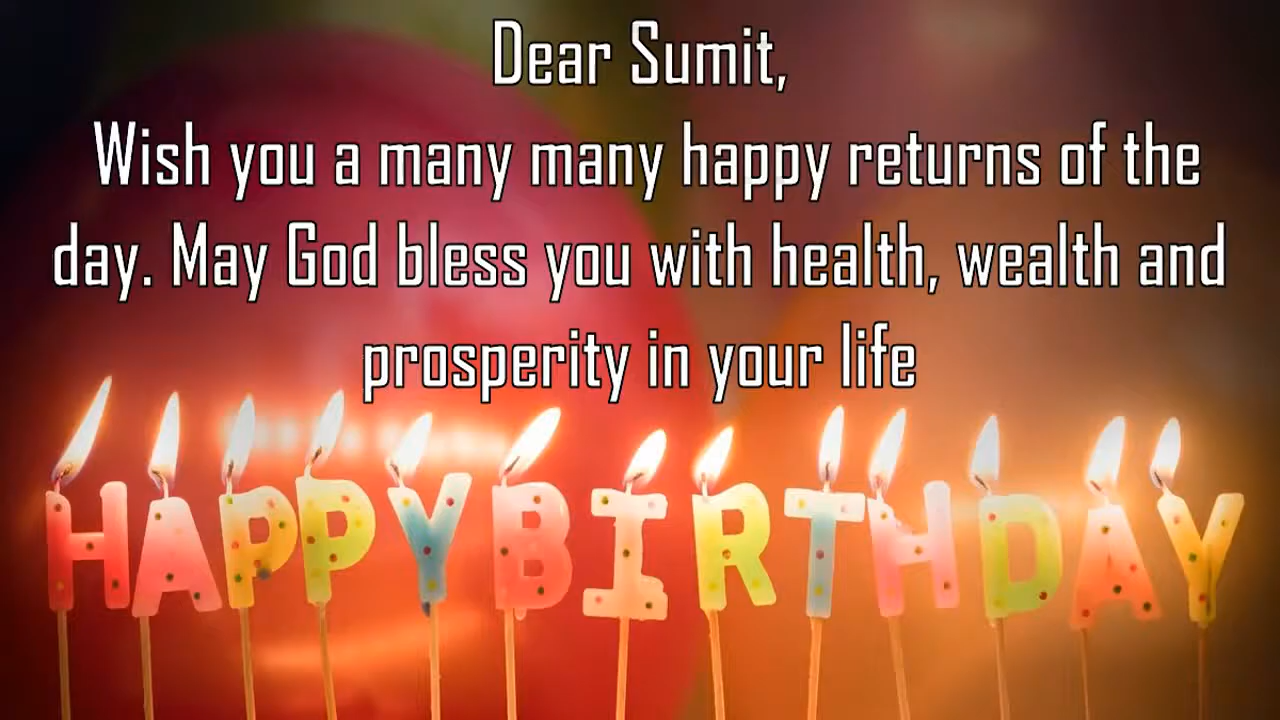 Dear Sumit,
Wish you a many many happy returns of the
day. May God bless you with health, wealth and
prosperity in your life
HAPPYBIRTHDAY